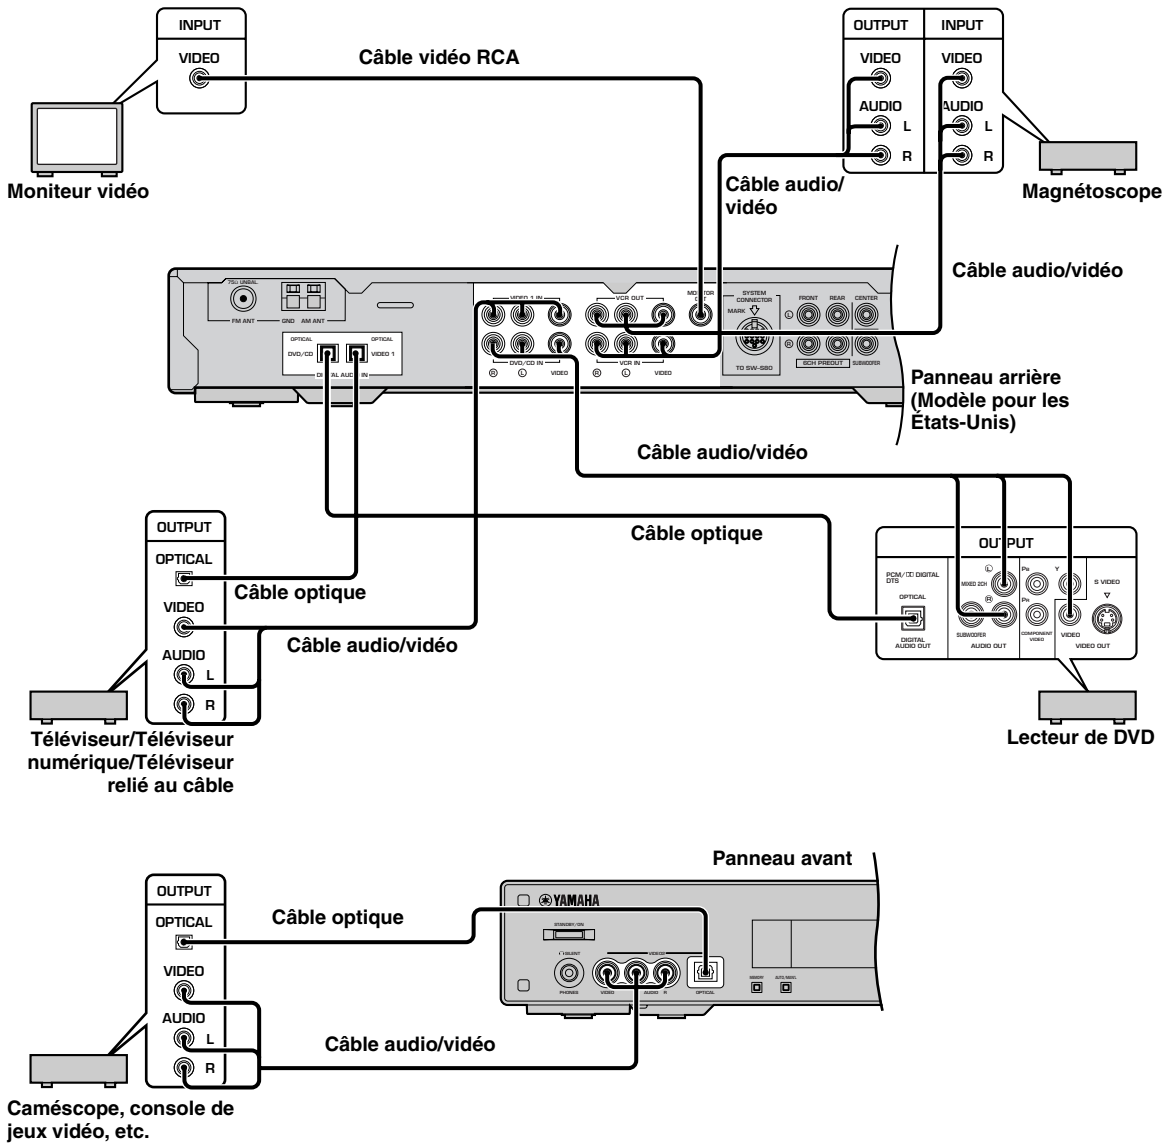 INPUT
VIDEO
Câble vidéo RCA
Moniteur vidéo
OUTPUT INPUT
VIDEO VIDEO
AUDIO AUDIO
L L
R R
Magnétoscope
Câble audio/
vidéo
Câble audio/vidéo
75Ω UNBAL.
FM ANT GND AM ANT
OPTICAL OPTICAL
DVD/CD VIDEO 1
DIGITAL AUDIO IN
VIDEO 1 IN
DVD/CD IN
R L VIDEO
VCR OUT
VCR IN
R L VIDEO
MONITOR
OUT
SYSTEM
CONNECTOR
MARK
TO SW-S80
FRONT REAR CENTER
L
R
6CH PREOUT SUBWOOFER
Panneau arrière
(Modèle pour les
États-Unis)
Câble audio/vidéo
Câble optique
OUTPUT
OPTICAL
VIDEO
AUDIO
L
R
Câble optique
Câble audio/vidéo
Téléviseur/Téléviseur
numérique/Téléviseur
relié au câble
OUTPUT
PCM/DD DIGITAL
DTS
OPTICAL
DIGITAL
AUDIO OUT
L
MIXED 2CH
R
SUBWOOFER
AUDIO OUT
PB
PR
COMPONENT
VIDEO
Y
VIDEO
S VIDEO
VIDEO OUT
Lecteur de DVD
Panneau avant
OUTPUT
OPTICAL
VIDEO
AUDIO
L
R
Câble optique
Câble audio/vidéo
Caméscope, console de
jeux vidéo, etc.
YAMAHA
STANDBY/ON
SILENT
PHONES
VIDEO AUDIO R
OPTICAL
MEMORY